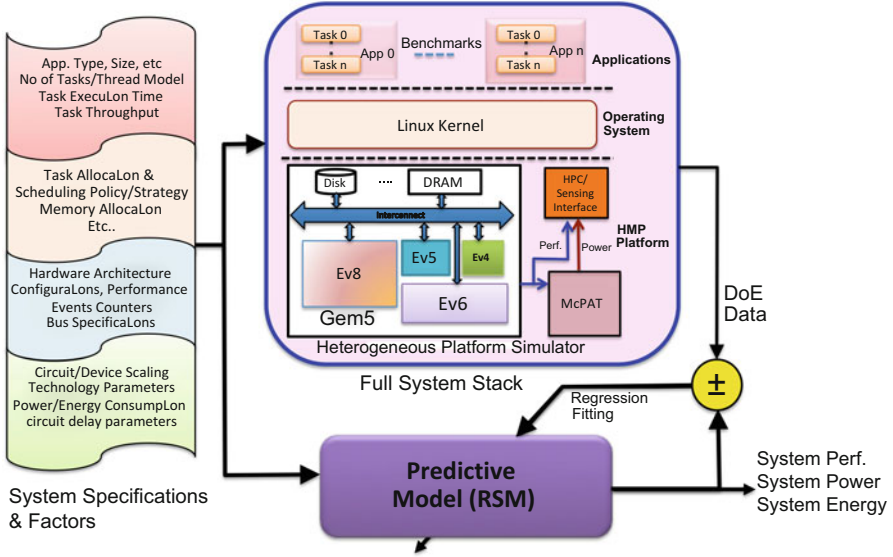 App. Type, Size, etc
No of Tasks/Thread Model
Task ExecuLon Time
Task Throughput
Task AllocaLon &
Scheduling Policy/Strategy
Memory AllocaLon
Etc..
Hardware Architecture
ConfiguraLons, Performance
Events Counters
Bus SpecificaLons
Circuit/Device Scaling
Technology Parameters
Power/Energy ConsumpLon
circuit delay parameters
System Specifications
& Factors
Task 0
Task n
App 0
Benchmarks
Task 0
Task n
App n
Applications
Linux Kernel
Operating
System
Disk
....
DRAM
Interconnect
Ev8
Ev5
Ev4
Ev6
Gem5
HPC/
Sensing
Interface
Perf.
Power
HMP
Platform
McPAT
Heterogeneous Platform Simulator
Full System Stack
DoE
Data
±
Regression
Fitting
Predictive
Model (RSM)
System Perf.
System Power
System Energy